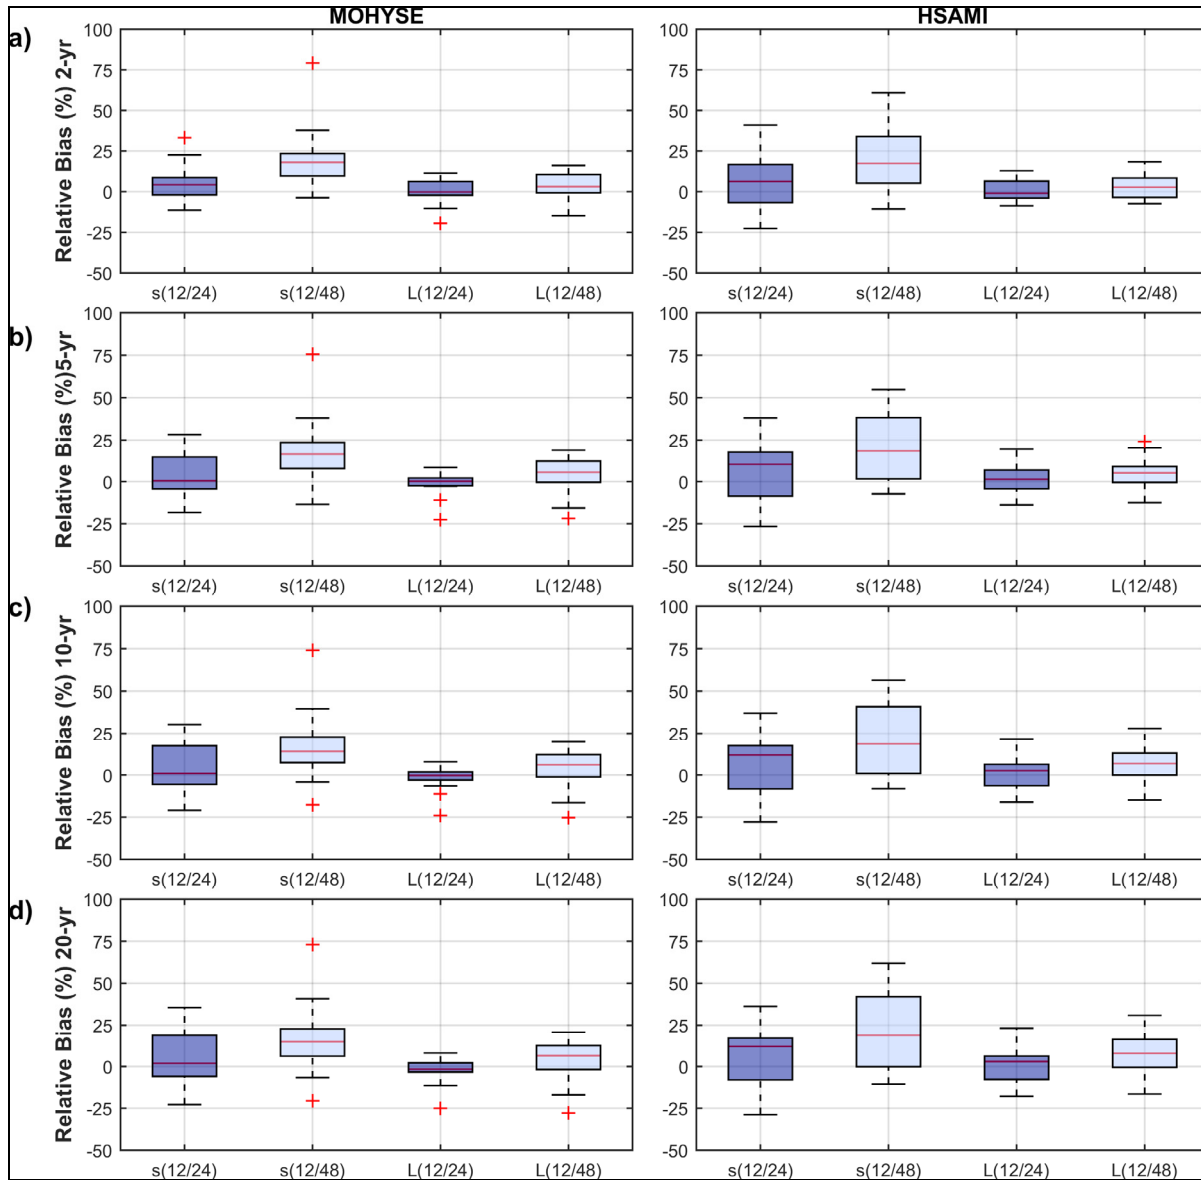 MOHYSE HSAMI
a)
Relative Bias (%) 2-yr
100 75 50 25 0 -25 -50
100 75 50 25 0 -25 -50
s(12/24) s(12/48) L(12/24) L(12/48)
s(12/24) s(12/48) L(12/24) L(12/48)
b)
Relative Bias (%)5-yr
100 75 50 25 0 -25 -50
100 75 50 25 0 -25 -50
s(12/24) s(12/48) L(12/24) L(12/48)
s(12/24) s(12/48) L(12/24) L(12/48)
c)
Relative Bias (%) 10-yr
100 75 50 25 0 -25 -50
100 75 50 25 0 -25 -50
s(12/24) s(12/48) L(12/24) L(12/48)
s(12/24) s(12/48) L(12/24) L(12/48)
d)
Relative Bias (%) 20-yr
100 75 50 25 0 -25 -50
100 75 50 25 0 -25 -50
s(12/24) s(12/48) L(12/24) L(12/48)
s(12/24) s(12/48) L(12/24) L(12/48)